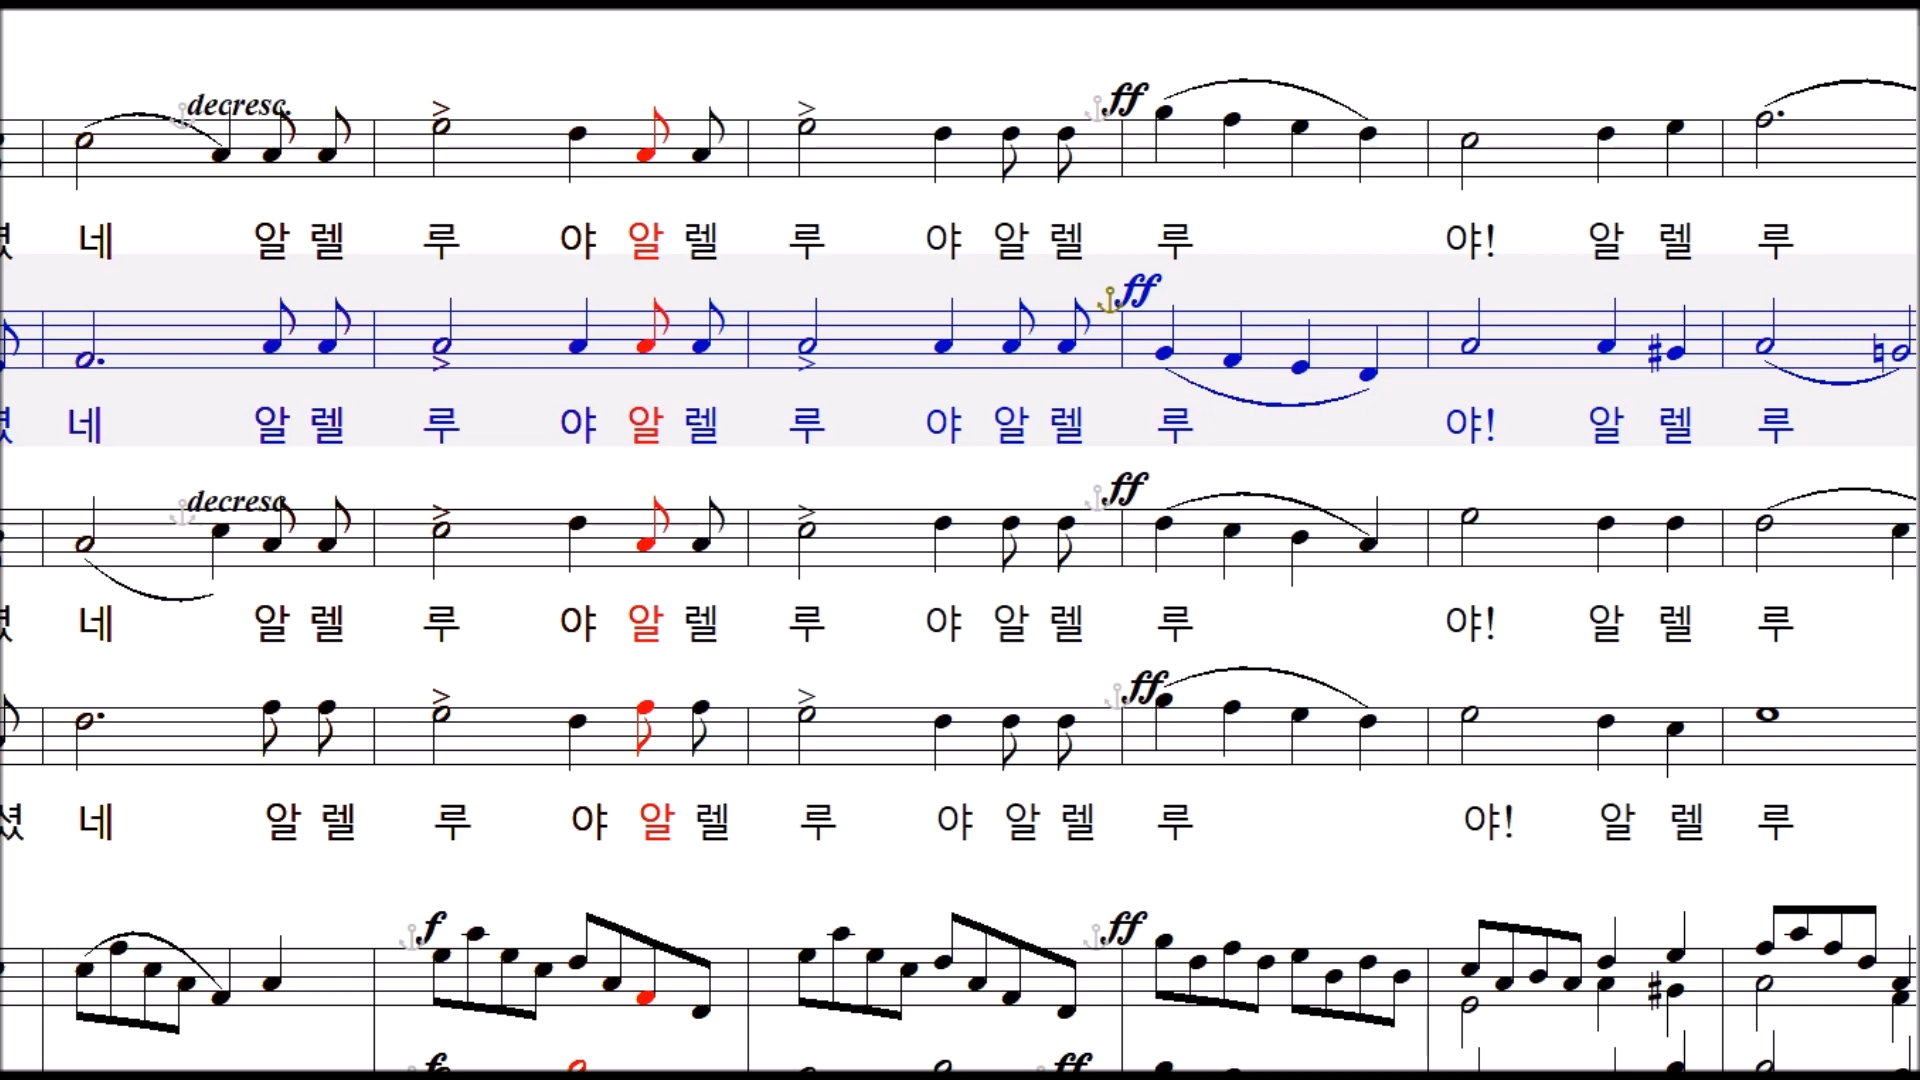 decresc. ff
네 알 렐 루 야 알 렐 루 야 알 렐 루 야! 알 렐 루
ff
네 알 렐 루 야 알 렐 루 야 알 렐 루 야! 알 렐 루
decresc. ff
네 알 렐 루 야 알 렐 루 야 알 렐 루 야! 알 렐 루
ff
셨 네 알 렐 루 야 알 렐 루 야 알 렐 루 야! 알 렐 루
f ff
f ff